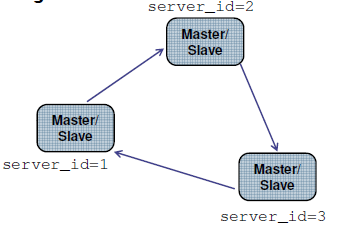 server_id=2
Master/
Slave
Master/
Slave
server_id=1
Master/
Slave
server_id=3